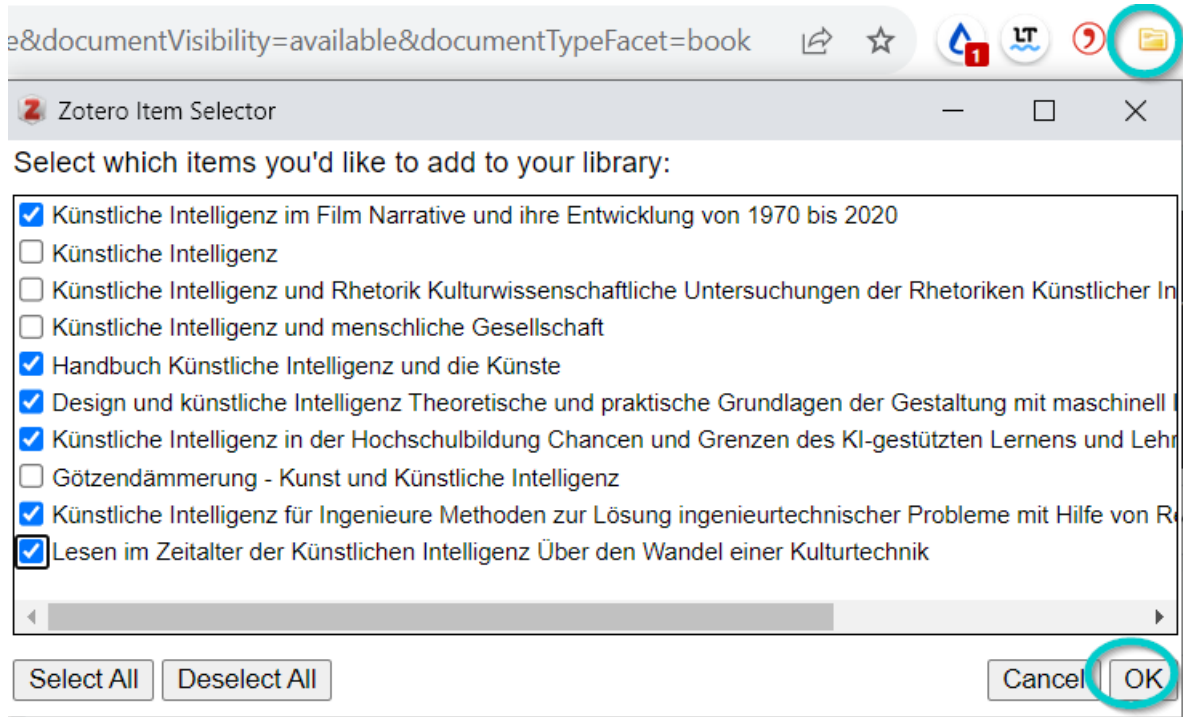 e&documentVisibility=available&documentTypeFacet=book
1
LT
Z Zotero Item Selector
Select which items you'd like to add to your library:
Künstliche Intelligenz im Film Narrative und ihre Entwicklung von 1970 bis 2020
Künstliche Intelligenz
Künstliche Intelligenz und Rhetorik Kulturwissenschaftliche Untersuchungen der Rhetoriken Künstlicher In
Künstliche Intelligenz und menschliche Gesellschaft
Handbuch Künstliche Intelligenz und die Künste
Design und künstliche Intelligenz Theoretische und praktische Grundlagen der Gestaltung mit maschinell
Künstliche Intelligenz in der Hochschulbildung Chancen und Grenzen des KI-gestützten Lernens und Lehr
Götzendämmerung - Kunst und Künstliche Intelligenz
Künstliche Intelligenz für Ingenieure Methoden zur Lösung ingenieurtechnischer Probleme mit Hilfe von R
Lesen im Zeitalter der Künstlichen Intelligenz Über den Wandel einer Kulturtechnik
Select All Deselect All Cancel OK